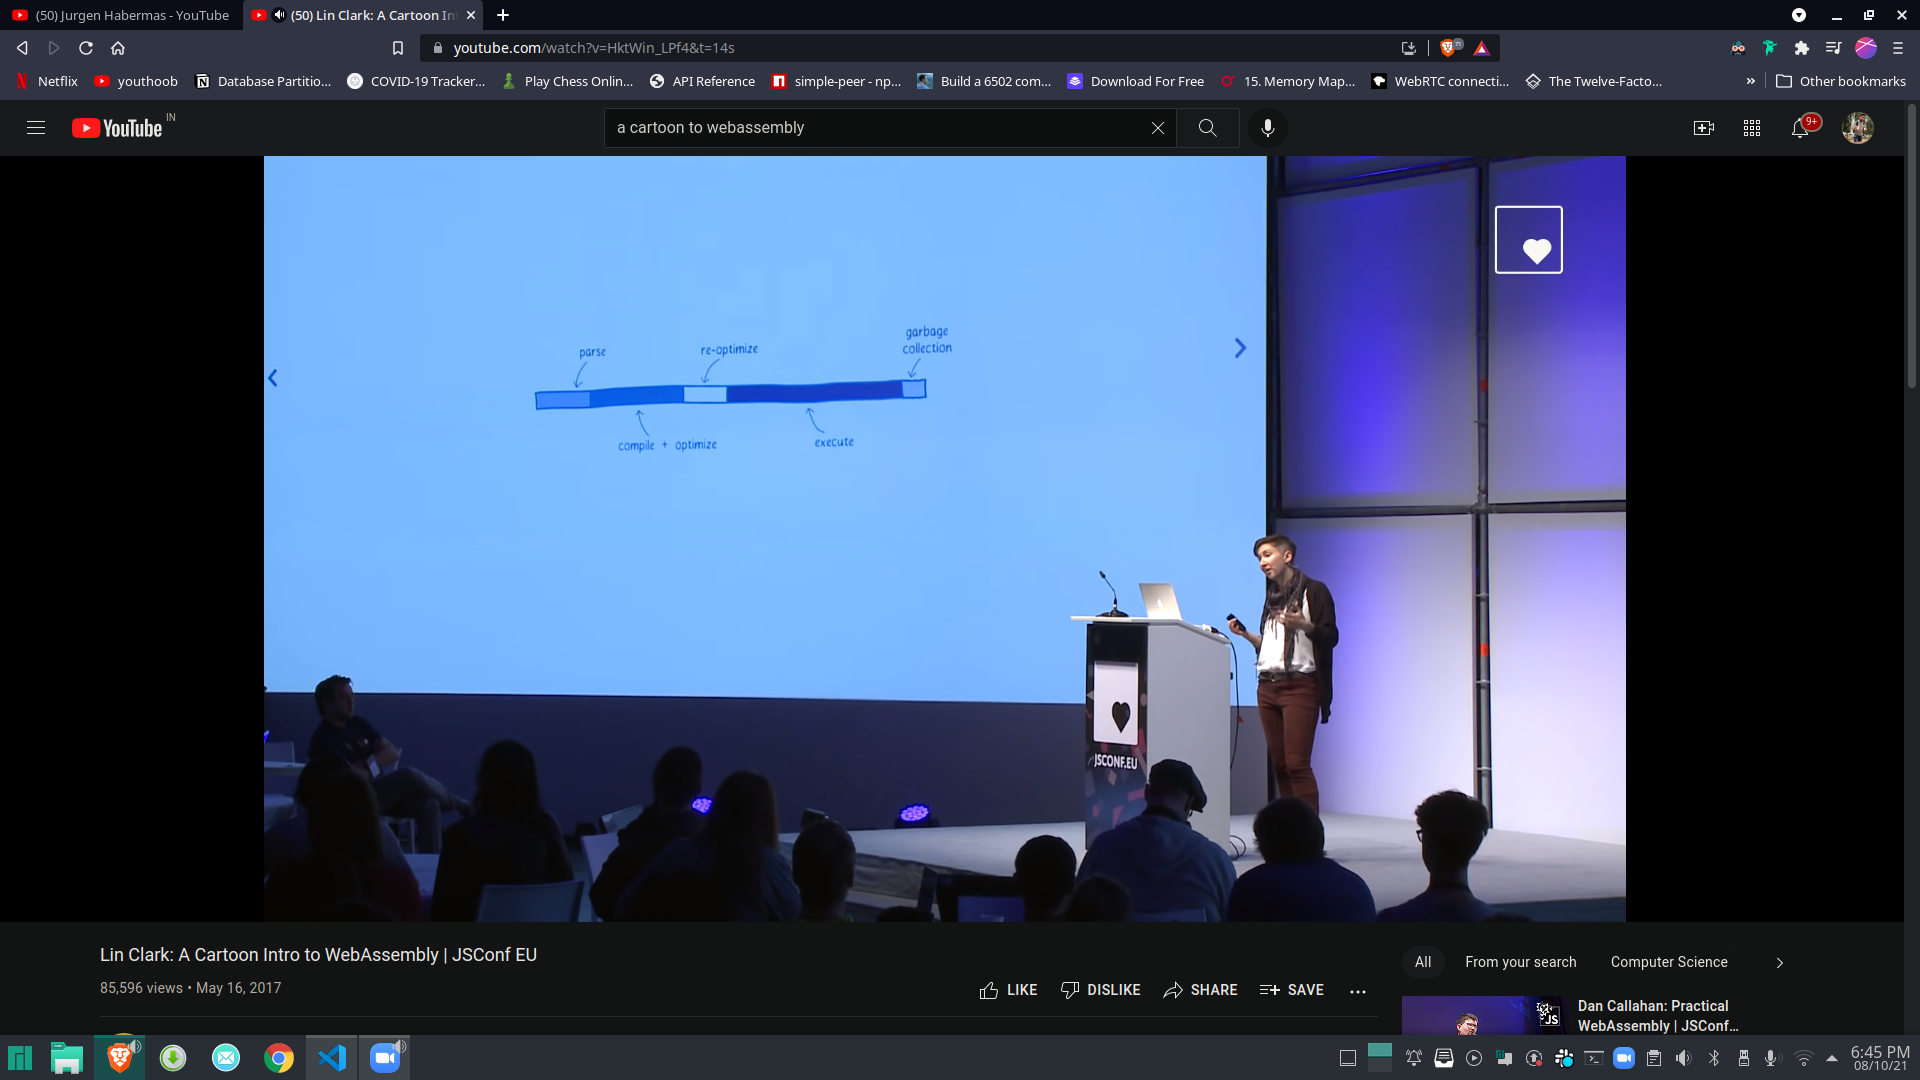 (50) Jurgen Habermas - YouTube
(50) Lin Clark: A Cartoon In
youtube.com/watch?v=HktWin_LPf4&t=14s
71
Netflix
youthoob
Database Partitio...
COVID-19 Tracker...
Play Chess Onlin...
API Reference
simple-peer - np...
Build a 6502 com...
Download For Free
15. Memory Map...
WebRTC connecti...
The Twelve-Facto...
Other bookmarks
YouTube IN
a cartoon to webassembly
9+
garbage
collection
parse
re-optimize
compile + optimize
execute
JSCONF.EU
Lin Clark: A Cartoon Intro to WebAssembly | JSConf EU
85,596 views • May 16, 2017
LIKE
DISLIKE
SHARE
SAVE
All
From your search
Computer Science
JS
Dan Callahan: Practical
WebAssembly | JSConf...
6:45 PM
08/10/21